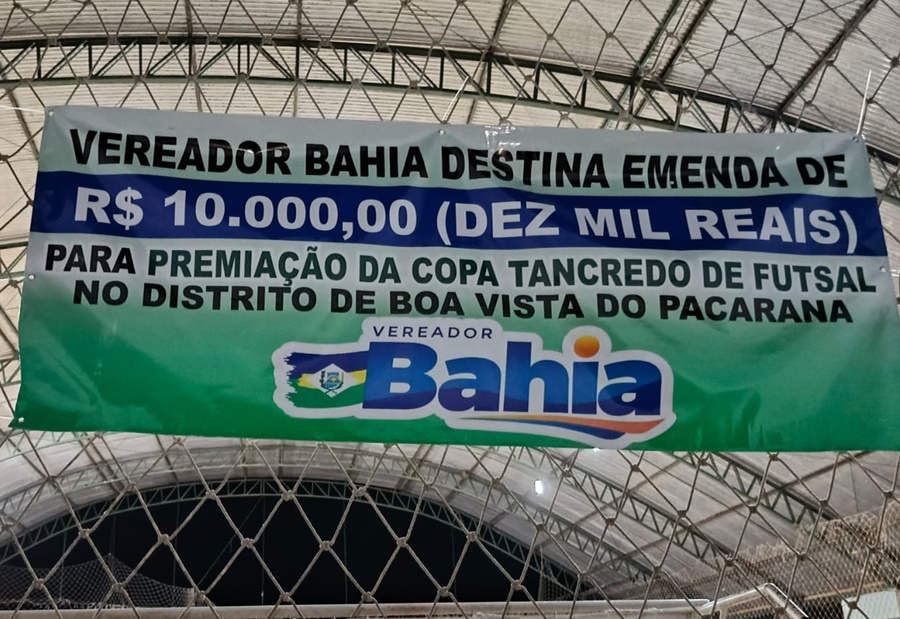 VEREADOR BAHIA DESTINA EMENDA DE
R$ 10.000,00 (DEZ MIL REAIS)
PARA PREMIAÇÃO DA COPA TANCREDO DE FUTSAL
NO DISTRITO DE BOA VISTA DO PACARANA
VEREADOR
Bahia